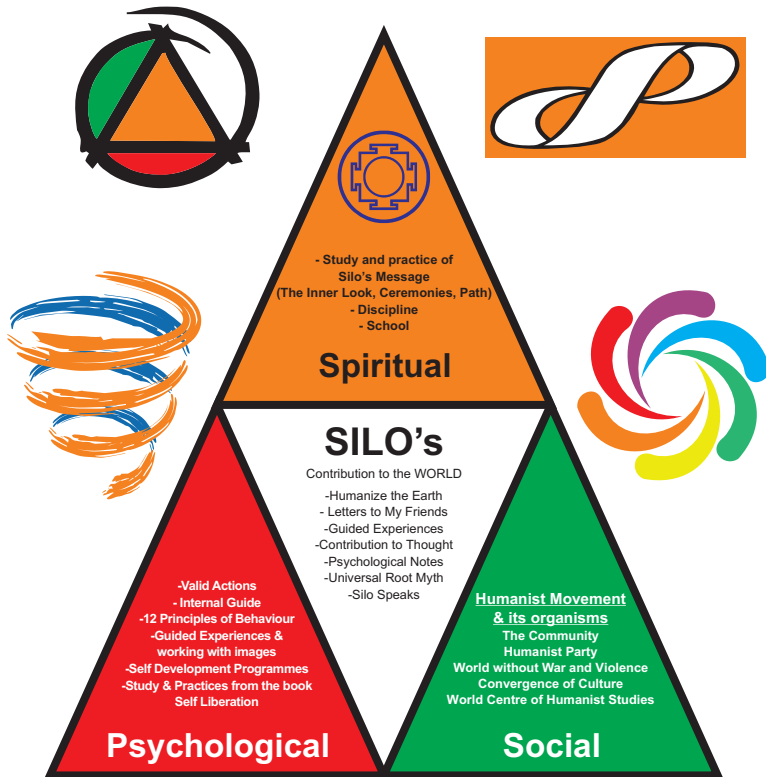 - Study and practice of
Silo's Message
(The Inner Look, Ceremonies, Path)
- Discipline
- School
Spiritual
SILO's
Contribution to the WORLD
-Humanize the Earth
- Letters to My Friends
-Guided Experiences
-Contribution to Thought
-Psychological Notes
-Universal Root Myth
-Silo Speaks
-Valid Actions
- Internal Guide
-12 Principles of Behaviour
-Guided Experiences &
working with images
-Self Development Programmes
-Study & Practices from the book
Self Liberation
Psychological
Humanist Movement
& its organisms
The Community
Humanist Party
World without War and Violence
Convergence of Culture
World Centre of Humanist Studies
Social